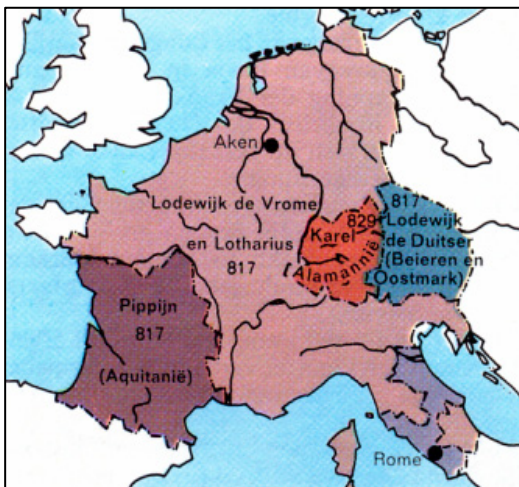 Aken
Lodewijk de Vrome
en Lotharius
817
Karel
829
Alamannië
817
Lodewijk
de Duitser
(Beieren en
Oostmark)
Pippijn
817
(Aquitanië)
Rome